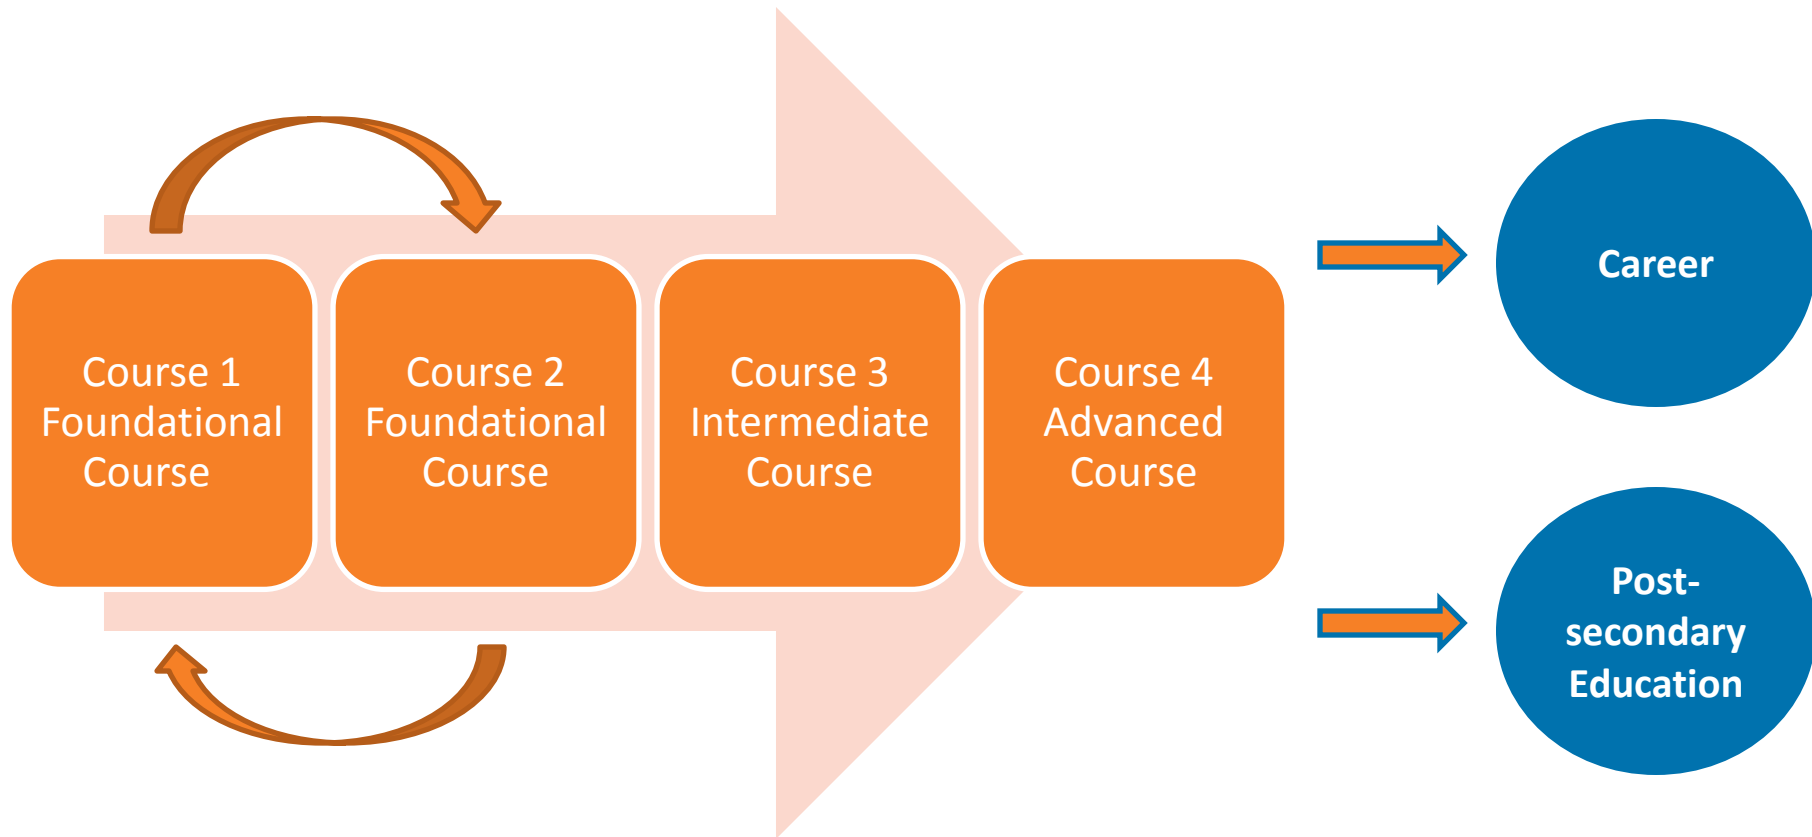 Course 1
Foundational
Course
Course 2
Foundational
Course
Course 3
Intermediate
Course
Course 4
Advanced
Course
Career
Post-
secondary
Education